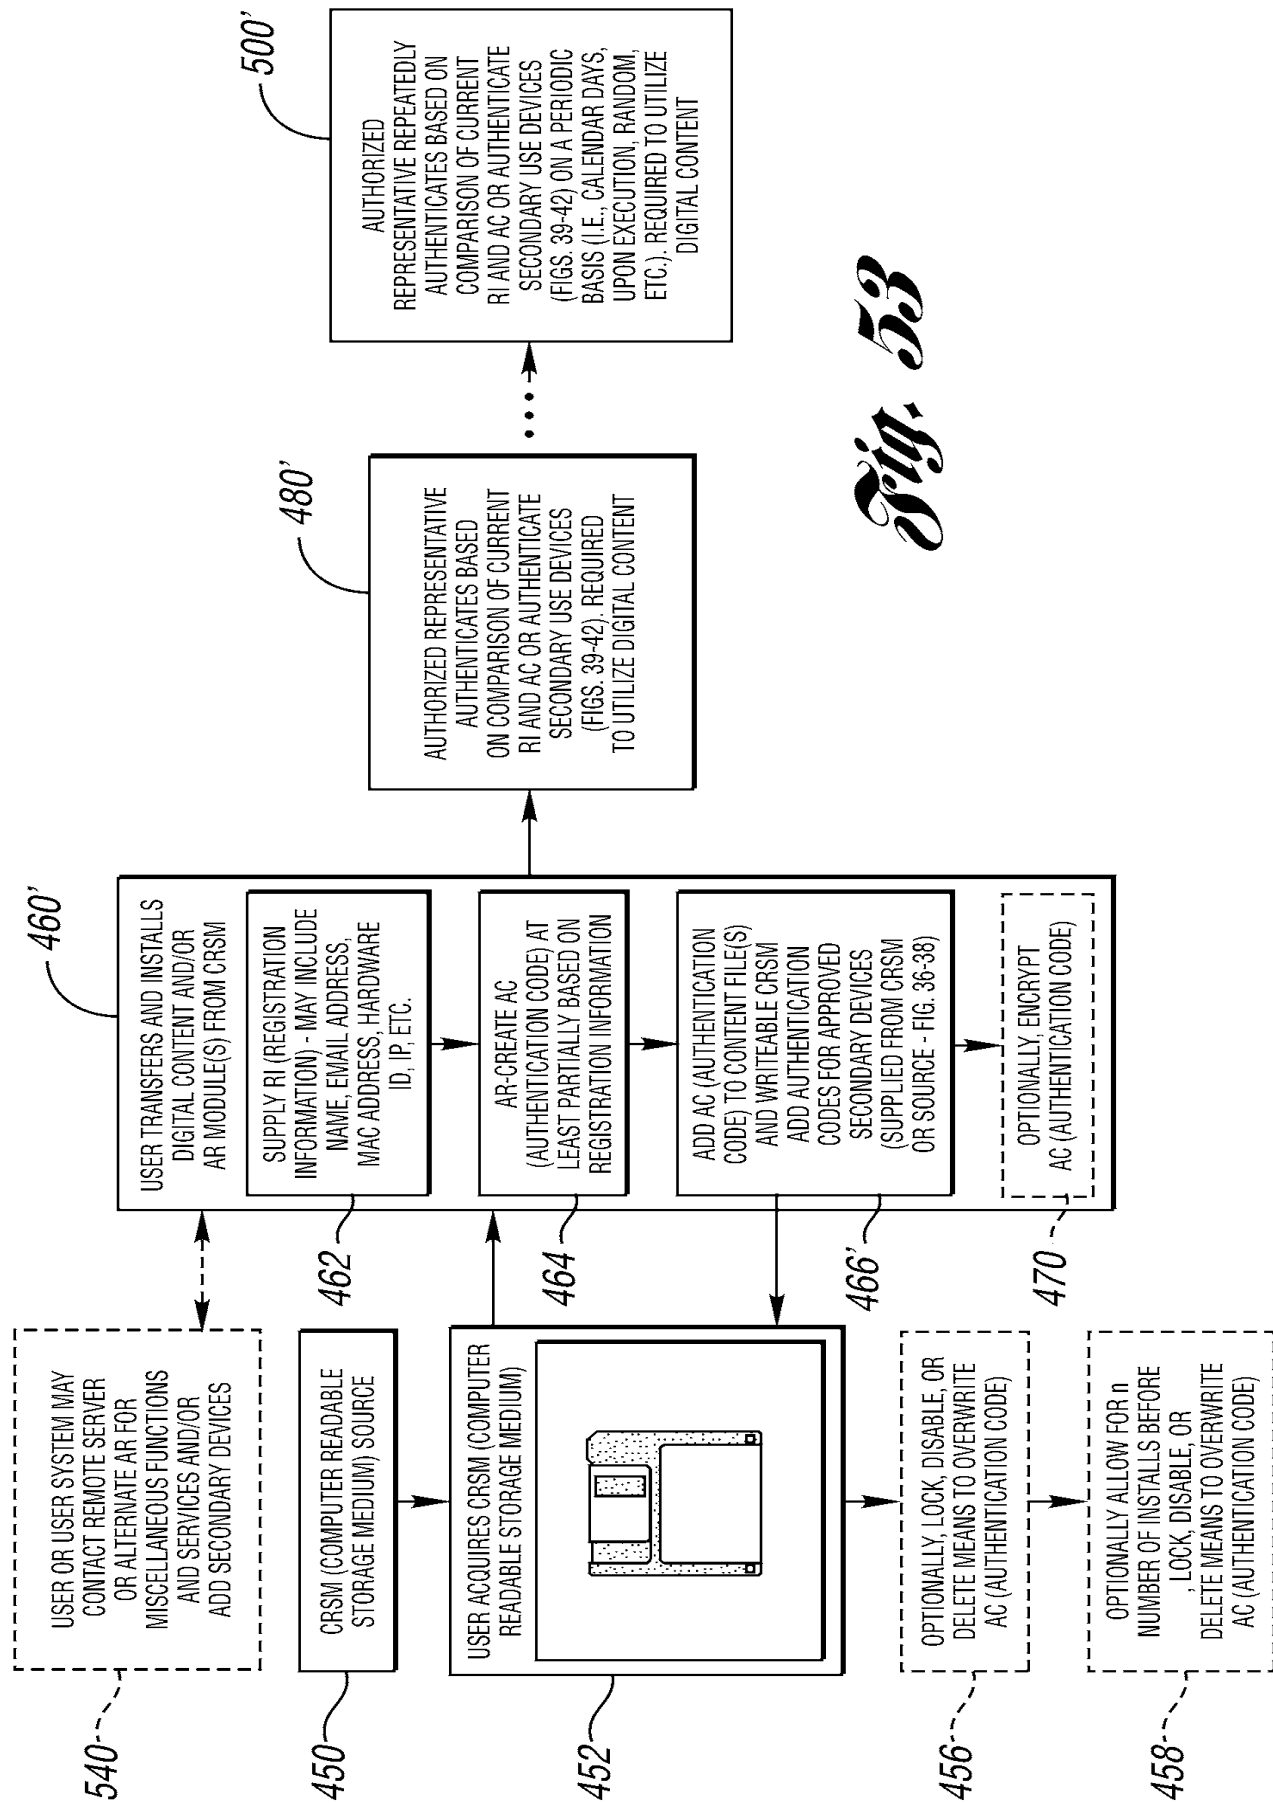 540
USER OR USER SYSTEM MAY
CONTACT REMOTE SERVER
OR ALTERNATE AR FOR
MISCELLANEOUS FUNCTIONS
AND SERVICES AND/OR
ADD SECONDARY DEVICES
450
CRSM (COMPUTER READABLE
STORAGE MEDIUM) SOURCE
452
USER ACQUIRES CRSM (COMPUTER
READABLE STORAGE MEDIUM)
456
OPTIONALLY, LOCK, DISABLE, OR
DELETE MEANS TO OVERWRITE
AC (AUTHENTICATION CODE)
458
OPTIONALLY ALLOW FOR n
NUMBER OF INSTALLS BEFORE
, LOCK, DISABLE, OR
DELETE MEANS TO OVERWRITE
AC (AUTHENTICATION CODE)
460'
USER TRANSFERS AND INSTALLS
DIGITAL CONTENT AND/OR
AR MODULE(S) FROM CRSM
462
SUPPLY RI (REGISTRATION
INFORMATION) - MAY INCLUDE
NAME, EMAIL ADDRESS,
MAC ADDRESS, HARDWARE
ID, IP, ETC.
464
AR-CREATE AC
(AUTHENTICATION CODE) AT
LEAST PARTIALLY BASED ON
REGISTRATION INFORMATION
466'
ADD AC (AUTHENTICATION
CODE) TO CONTENT FILE(S)
AND WRITEABLE CRSM
ADD AUTHENTICATION
CODES FOR APPROVED
SECONDARY DEVICES
(SUPPLIED FROM CRSM
OR SOURCE - FIG. 36-38)
470
OPTIONALLY, ENCRYPT
AC (AUTHENTICATION CODE)
480'
AUTHORIZED REPRESENTATIVE
AUTHENTICATES BASED
ON COMPARISON OF CURRENT
RI AND AC OR AUTHENTICATE
SECONDARY USE DEVICES
(FIGS. 39-42). REQUIRED
TO UTILIZE DIGITAL CONTENT
500'
AUTHORIZED
REPRESENTATIVE REPEATEDLY
AUTHENTICATES BASED ON
COMPARISON OF CURRENT
RI AND AC OR AUTHENTICATE
SECONDARY USE DEVICES
(FIGS. 39-42) ON A PERIODIC
BASIS (I.E., CALENDAR DAYS,
UPON EXECUTION, RANDOM,
ETC.). REQUIRED TO UTILIZE
DIGITAL CONTENT
Fig. 53